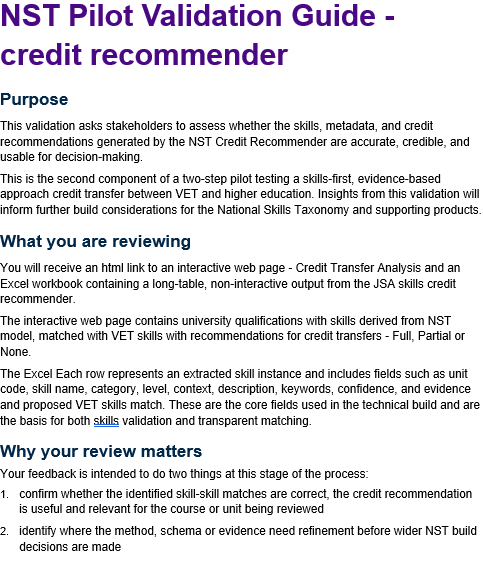 NST Pilot Validation Guide -
credit recommender
Purpose
This validation asks stakeholders to assess whether the skills, metadata, and credit
recommendations generated by the NST Credit Recommender are accurate, credible, and
usable for decision-making.
This is the second component of a two-step pilot testing a skills-first, evidence-based
approach credit transfer between VET and higher education. Insights from this validation will
inform further build considerations for the National Skills Taxonomy and supporting products.
What you are reviewing
You will receive an html link to an interactive web page - Credit Transfer Analysis and an
Excel workbook containing a long-table, non-interactive output from the JSA skills credit
recommender.
The interactive web page contains university qualifications with skills derived from NST
model, matched with VET skills with recommendations for credit transfers - Full, Partial or
None.
The Excel Each row represents an extracted skill instance and includes fields such as unit
code, skill name, category, level, context, description, keywords, confidence, and evidence
and proposed VET skills match. These are the core fields used in the technical build and are
the basis for both skills validation and transparent matching.
Why your review matters
Your feedback is intended to do two things at this stage of the process:
1. confirm whether the identified skill-skill matches are correct, the credit recommendation
is useful and relevant for the course or unit being reviewed
2. identify where the method, schema or evidence need refinement before wider NST build
decisions are made